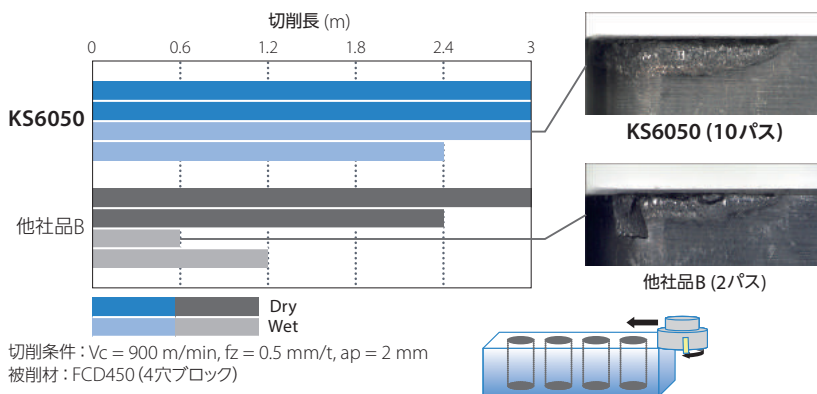 切削長 (m)
0 0.6 1.2 1.8 2.4 3
KS6050
KS6050 (10パス)
他社品B
他社品B (2パス)
Dry
Wet
切削条件：Vc = 900 m/min, fz = 0.5 mm/t, ap = 2 mm
被削材：FCD450 (4穴ブロック)